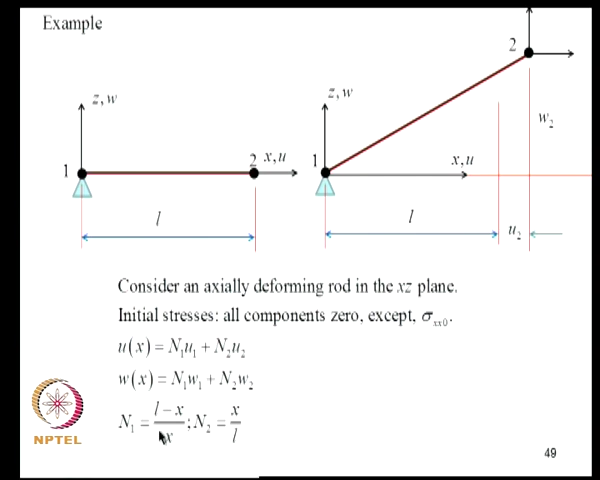 Example
z, w
1
2
x, u
l
z, w
1
2
x, u
w₂
l
u₂
Consider an axially deforming rod in the xz plane.
Initial stresses: all components zero, except, σₓₓ₀.
u(x) = N₁u₁ + N₂u₂
w(x) = N₁w₁ + N₂w₂
N₁ = (l − x)/x ; N₂ = x/l
NPTEL
49